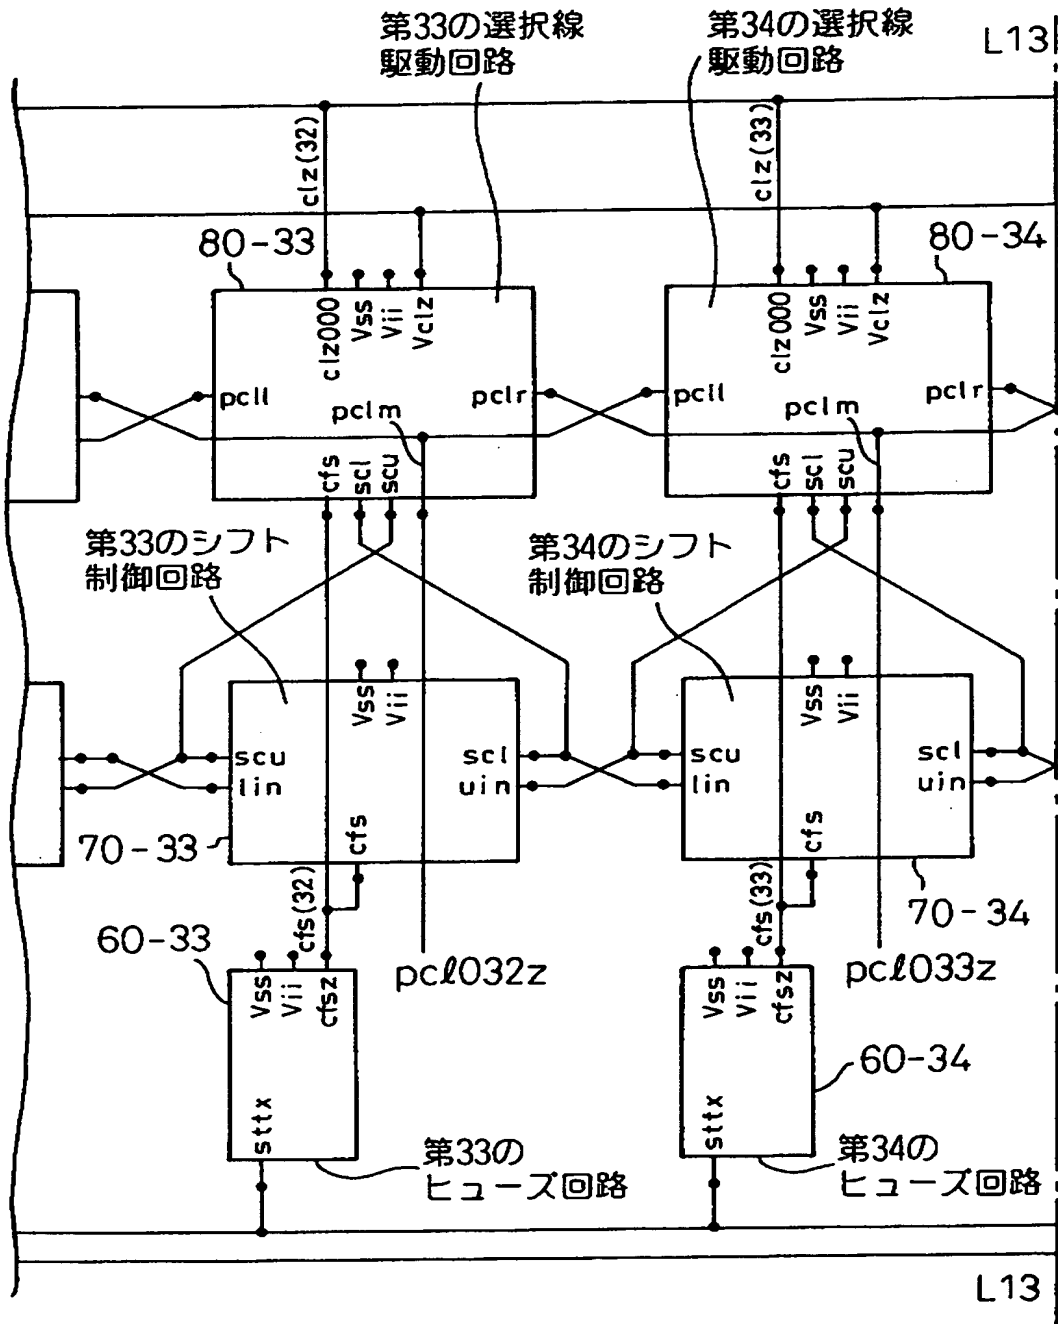 第33の選択線
駆動回路
第34の選択線
駆動回路
L13
clz(32)
clz(33)
80-33
80-34
clz000
Vss
Vii
Vclz
clz000
Vss
Vii
Vclz
pcll
pclm
pclr
pcll
pclm
pclr
cfs
scl
scu
cfs
scl
scu
第33のシフト
制御回路
第34のシフト
制御回路
Vss
Vii
Vss
Vii
scu
lin
scl
uin
scu
lin
scl
uin
cfs
cfs
70-33
70-34
cfs(32)
cfs(33)
60-33
pcl032z
pcl033z
Vss
Vii
cfsz
Vss
Vii
cfsz
60-34
sttx
sttx
第33の
ヒューズ回路
第34の
ヒューズ回路
L13